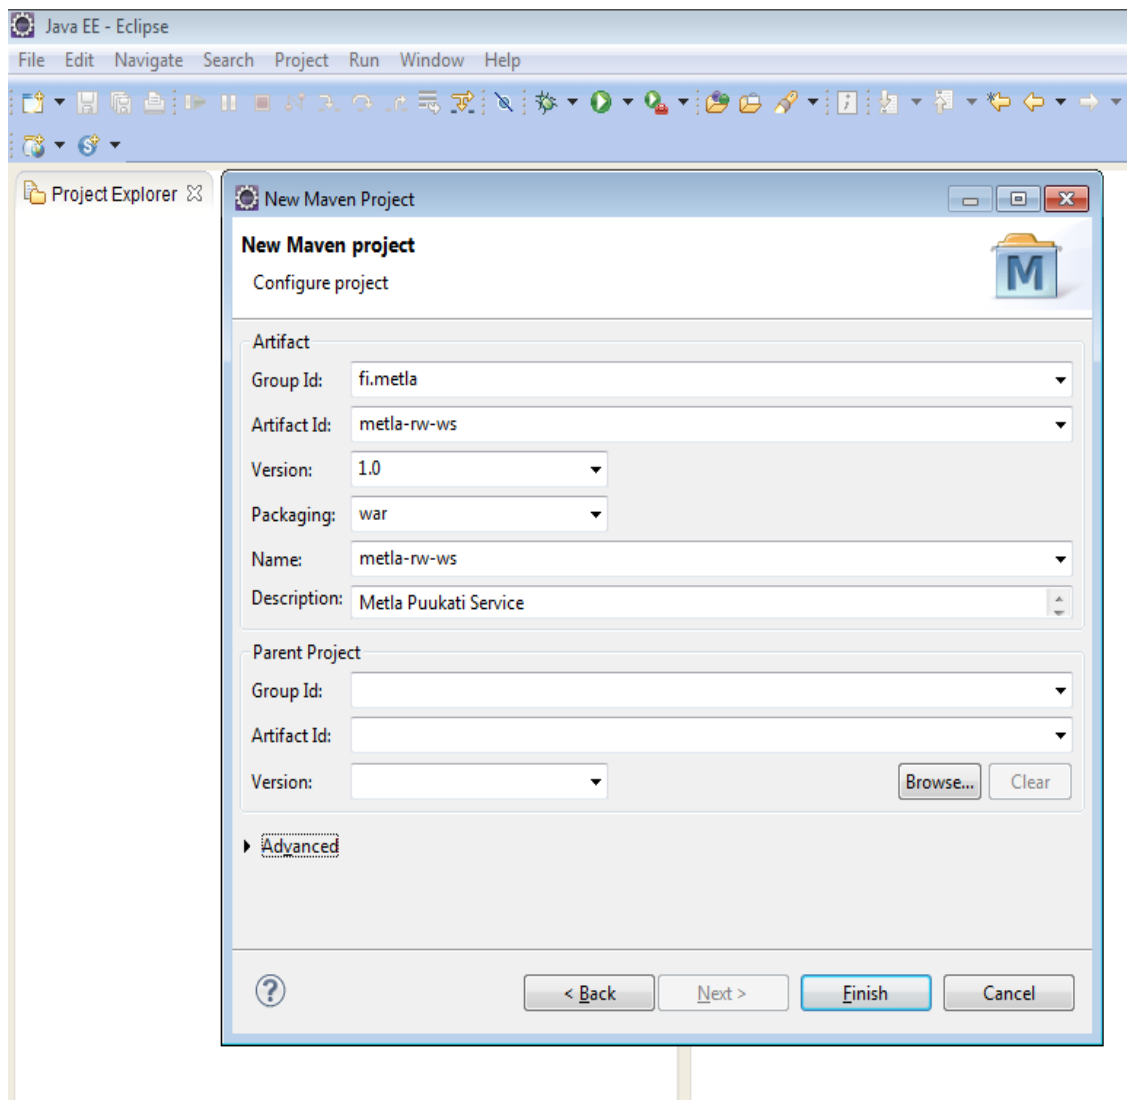 Java EE - Eclipse
File Edit Navigate Search Project Run Window Help
Project Explorer
New Maven Project
New Maven project
Configure project
M
Artifact
Group Id: fi.metla
Artifact Id: metla-rw-ws
Version: 1.0
Packaging: war
Name: metla-rw-ws
Description: Metla Puukati Service
Parent Project
Group Id:
Artifact Id:
Version: Browse... Clear
Advanced
? < Back Next > Finish Cancel